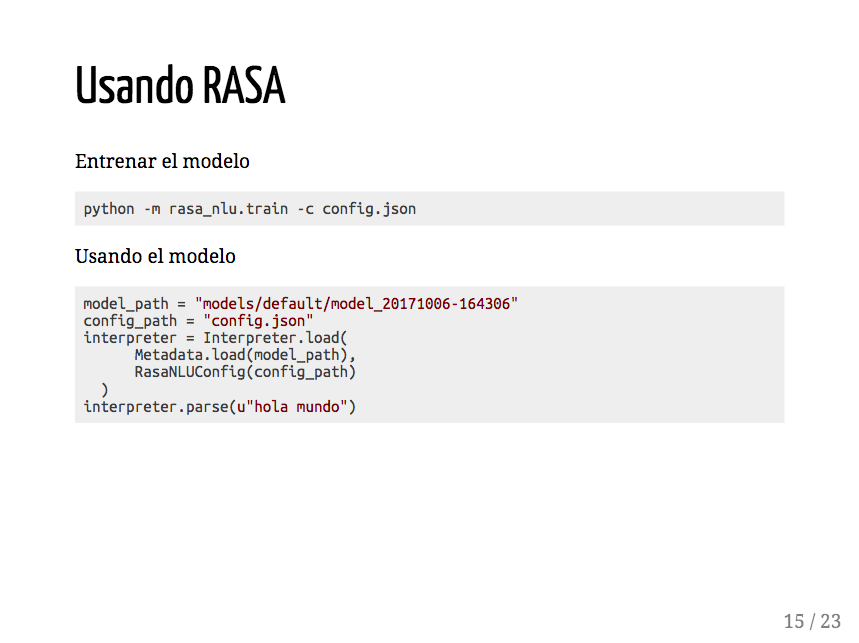 Usando RASA
Entrenar el modelo
python -m rasa_nlu.train -c config.json
Usando el modelo
model_path = "models/default/model_20171006-164306"
config_path = "config.json"
interpreter = Interpreter.load(
      Metadata.load(model_path),
      RasaNLUConfig(config_path)
  )
interpreter.parse(u"hola mundo")
15 / 23